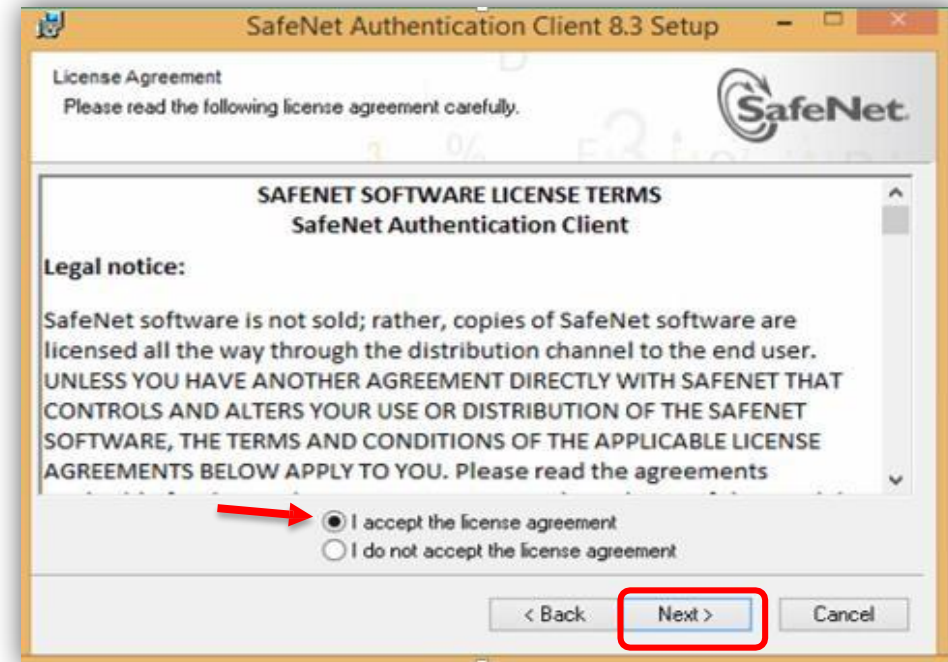 SafeNet Authentication Client 8.3 Setup
License Agreement
Please read the following license agreement carefully.
SafeNet.
SAFENET SOFTWARE LICENSE TERMS
SafeNet Authentication Client
Legal notice:
SafeNet software is not sold; rather, copies of SafeNet software are
licensed all the way through the distribution channel to the end user.
UNLESS YOU HAVE ANOTHER AGREEMENT DIRECTLY WITH SAFENET THAT
CONTROLS AND ALTERS YOUR USE OR DISTRIBUTION OF THE SAFENET
SOFTWARE, THE TERMS AND CONDITIONS OF THE APPLICABLE LICENSE
AGREEMENTS BELOW APPLY TO YOU. Please read the agreements
I accept the license agreement
I do not accept the license agreement
< Back Next > Cancel